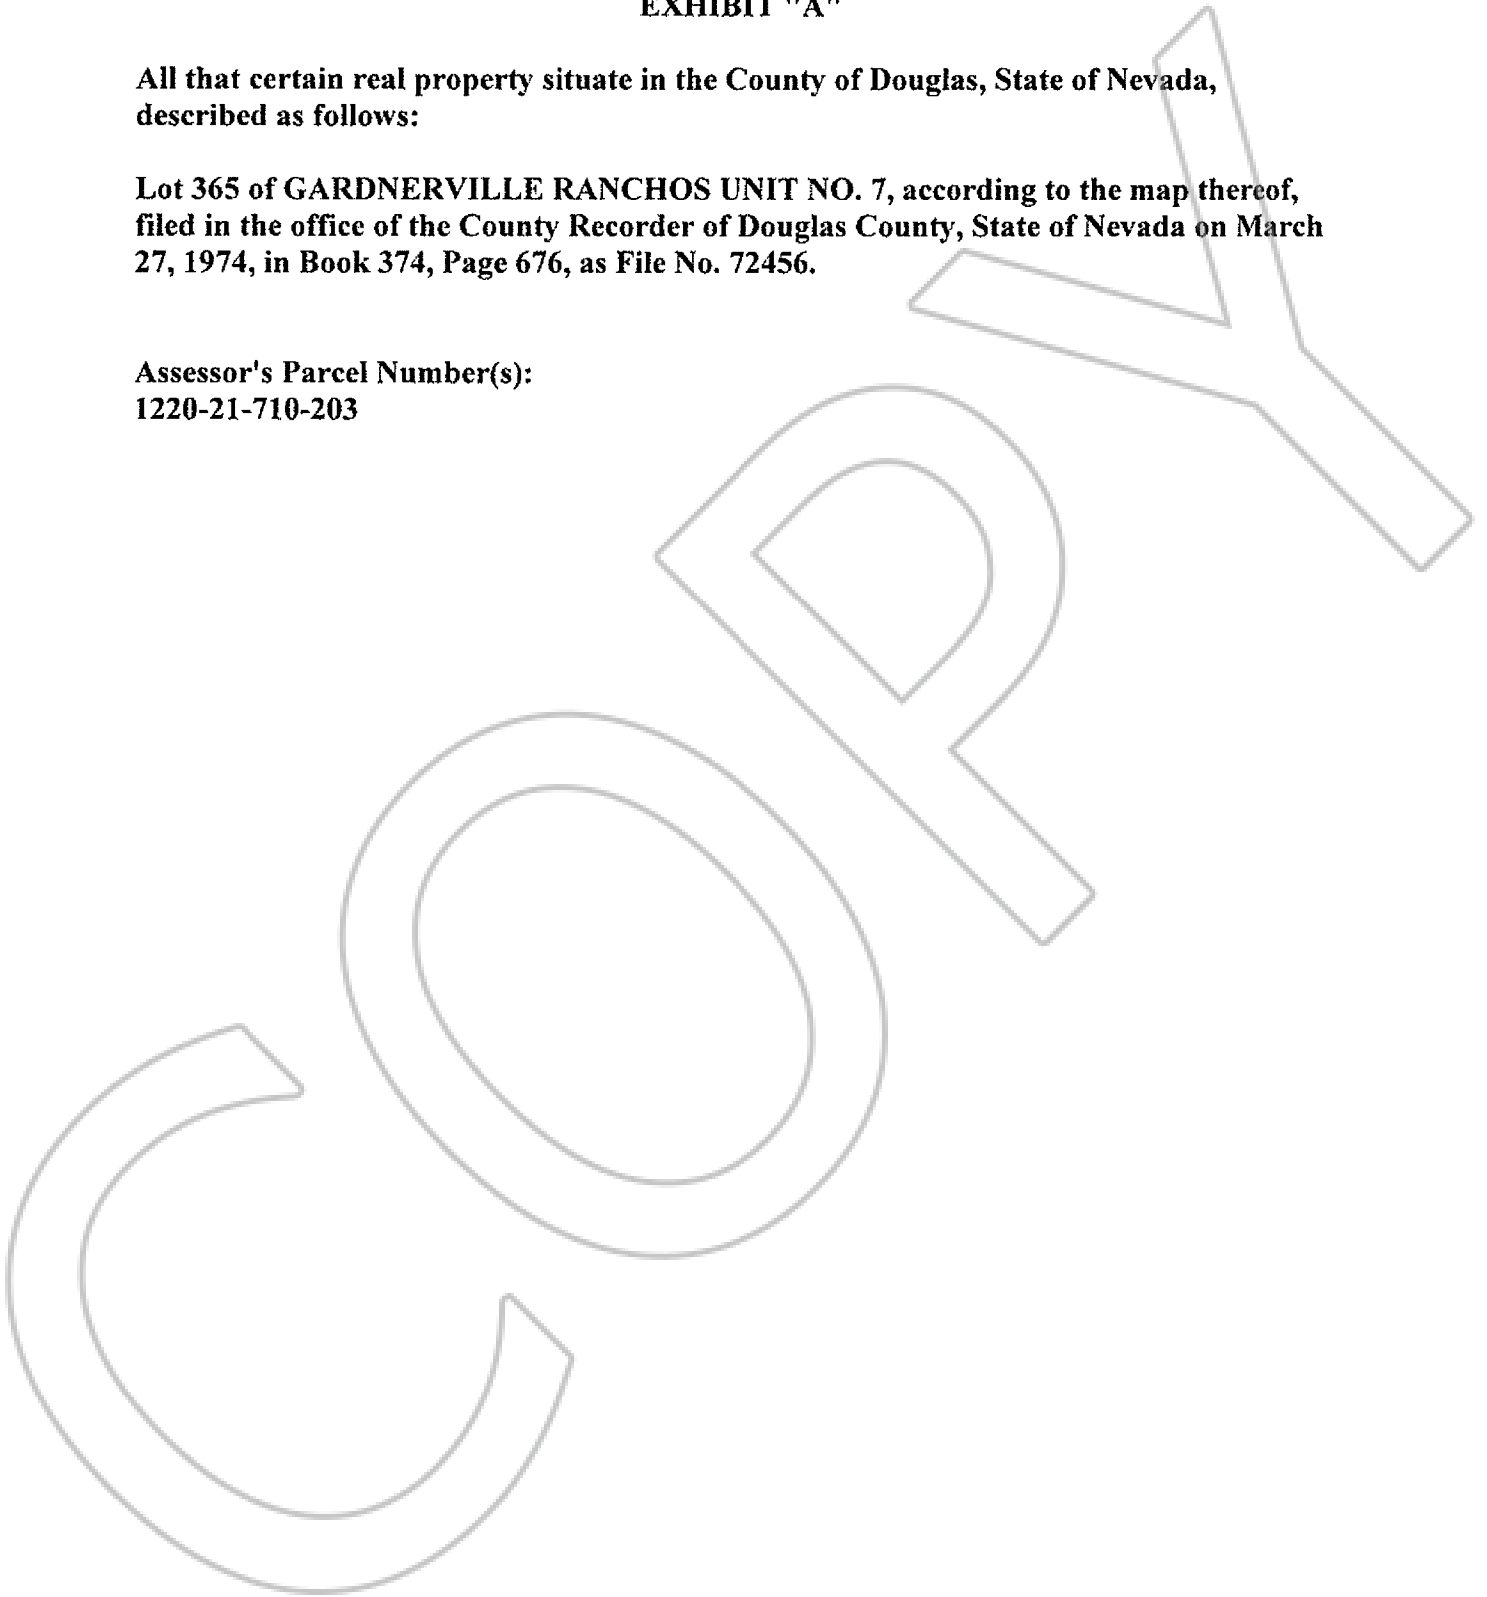 EXHIBIT "A"
All that certain real property situate in the County of Douglas, State of Nevada,
described as follows:
Lot 365 of GARDNERVILLE RANCHOS UNIT NO. 7, according to the map thereof,
filed in the office of the County Recorder of Douglas County, State of Nevada on March
27, 1974, in Book 374, Page 676, as File No. 72456.
Assessor's Parcel Number(s):
1220-21-710-203
COPY